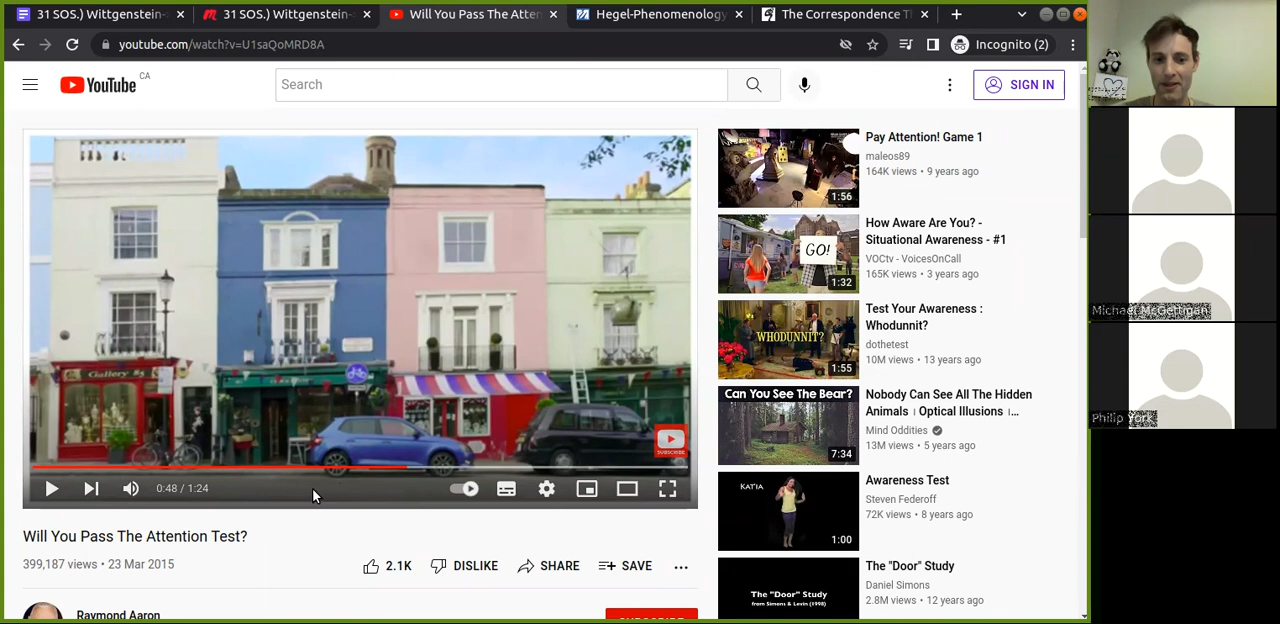 31 SOS.) Wittgenstein-
31 SOS.) Wittgenstein-
Will You Pass The Atten
Hegel-Phenomenology
The Correspondence T
youtube.com/watch?v=U1saQoMRD8A
Incognito (2)
YouTube CA
Search
SIGN IN
Gallery 85
SUBSCRIBE
0:48 / 1:24
Will You Pass The Attention Test?
399,187 views • 23 Mar 2015
2.1K
DISLIKE
SHARE
SAVE
Raymond Aaron
SUBSCRIBE
1:56
Pay Attention! Game 1
maleos89
164K views • 9 years ago
GO!
1:32
How Aware Are You? -
Situational Awareness - #1
VOCtv - VoicesOnCall
165K views • 3 years ago
WHODUNNIT?
1:55
Test Your Awareness :
Whodunnit?
dothetest
10M views • 13 years ago
Can You See The Bear?
7:34
Nobody Can See All The Hidden
Animals | Optical Illusions |...
Mind Oddities
13M views • 5 years ago
KATIA
1:00
Awareness Test
Steven Federoff
72K views • 8 years ago
The "Door" Study
from Simons & Levin (1998)
The "Door" Study
Daniel Simons
2.8M views • 12 years ago
Michael McGettigan
Philip York